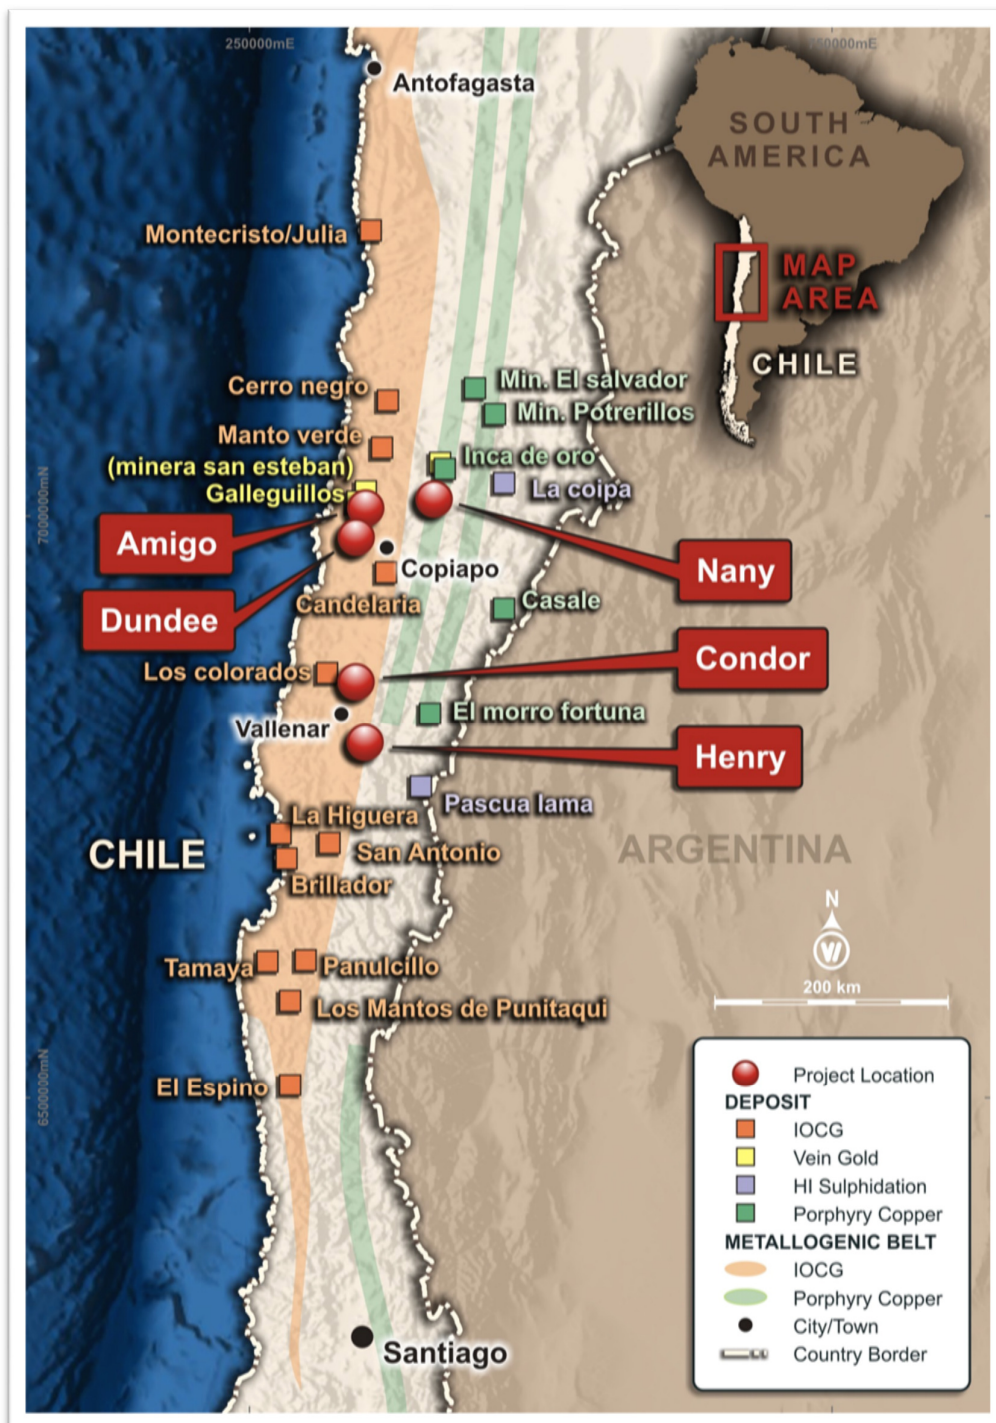 250000mE
Antofagasta
SOUTH
AMERICA
MAP
AREA
CHILE
Montecristo/Julia
Cerro negro
Min. El salvador
Min. Potrerillos
Manto verde
Inca de oro
(minera san esteban)
Galleguillos
La coipa
7000000mN
Amigo
Nany
Copiapo
Dundee
Candelaria
Casale
Los colorados
Condor
Vallenar
El morro fortuna
Henry
Pascua lama
La Higuera
CHILE
San Antonio
ARGENTINA
Brillador
N
Tamaya
Panulcillo
200 km
Los Mantos de Punitaqui
6500000mN
El Espino
Santiago
Project Location
DEPOSIT
IOCG
Vein Gold
HI Sulphidation
Porphyry Copper
METALLOGENIC BELT
IOCG
Porphyry Copper
City/Town
Country Border